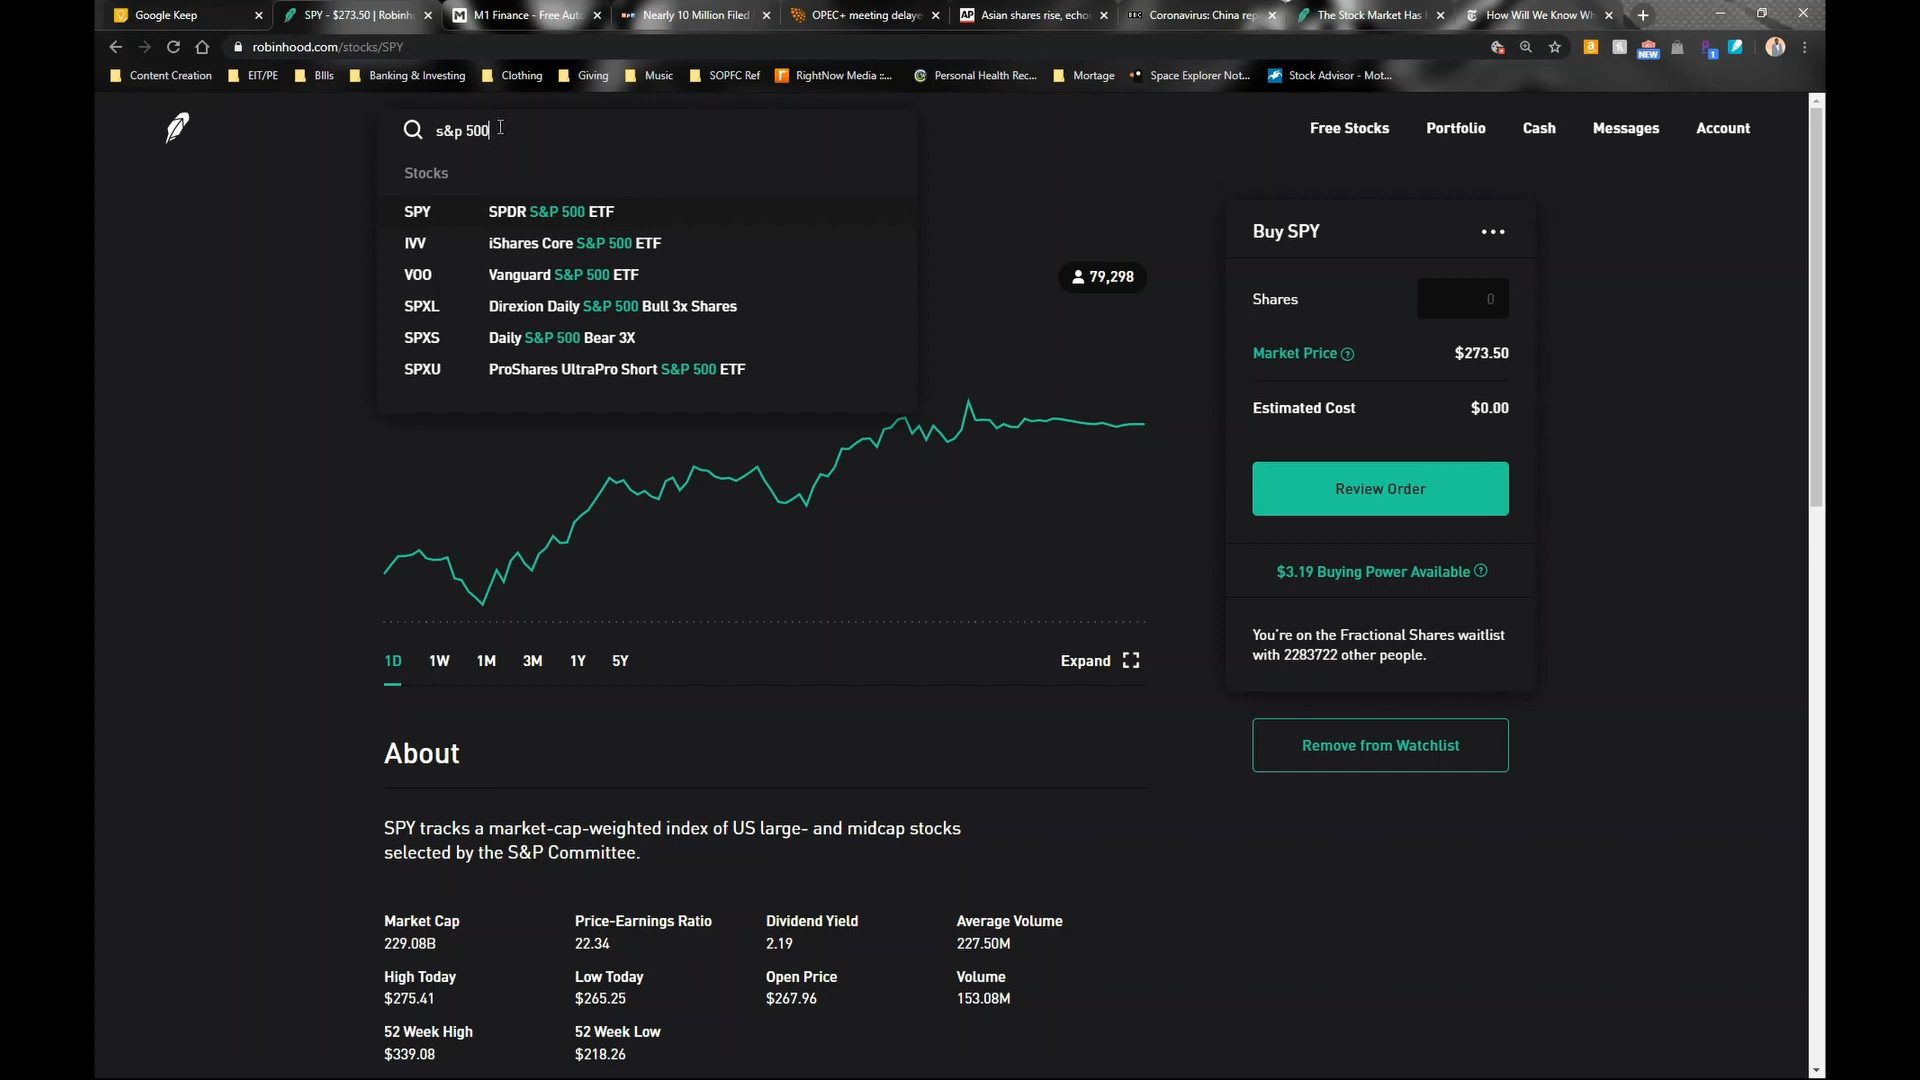 Google Keep
SPY - $273.50 | Robinh
M1 Finance - Free Auto
Nearly 10 Million Filed
OPEC+ meeting delaye
AP Asian shares rise, echo
BBC Coronavirus: China rep
The Stock Market Has
How Will We Know Wh
robinhood.com/stocks/SPY
NEW
1
Content Creation
EIT/PE
Bills
Banking & Investing
Clothing
Giving
Music
SOPFC Ref
RightNow Media ::...
Personal Health Rec...
Mortage
Space Explorer Not...
Stock Advisor - Mot...
s&p 500
Free Stocks
Portfolio
Cash
Messages
Account
Stocks
SPY SPDR S&P 500 ETF
IVV iShares Core S&P 500 ETF
VOO Vanguard S&P 500 ETF
SPXL Direxion Daily S&P 500 Bull 3x Shares
SPXS Daily S&P 500 Bear 3X
SPXU ProShares UltraPro Short S&P 500 ETF
79,298
Buy SPY
Shares 0
Market Price $273.50
Estimated Cost $0.00
Review Order
$3.19 Buying Power Available
You're on the Fractional Shares waitlist
with 2283722 other people.
Remove from Watchlist
1D 1W 1M 3M 1Y 5Y
Expand
About
SPY tracks a market-cap-weighted index of US large- and midcap stocks
selected by the S&P Committee.
Market Cap Price-Earnings Ratio Dividend Yield Average Volume
229.08B 22.34 2.19 227.50M
High Today Low Today Open Price Volume
$275.41 $265.25 $267.96 153.08M
52 Week High 52 Week Low
$339.08 $218.26